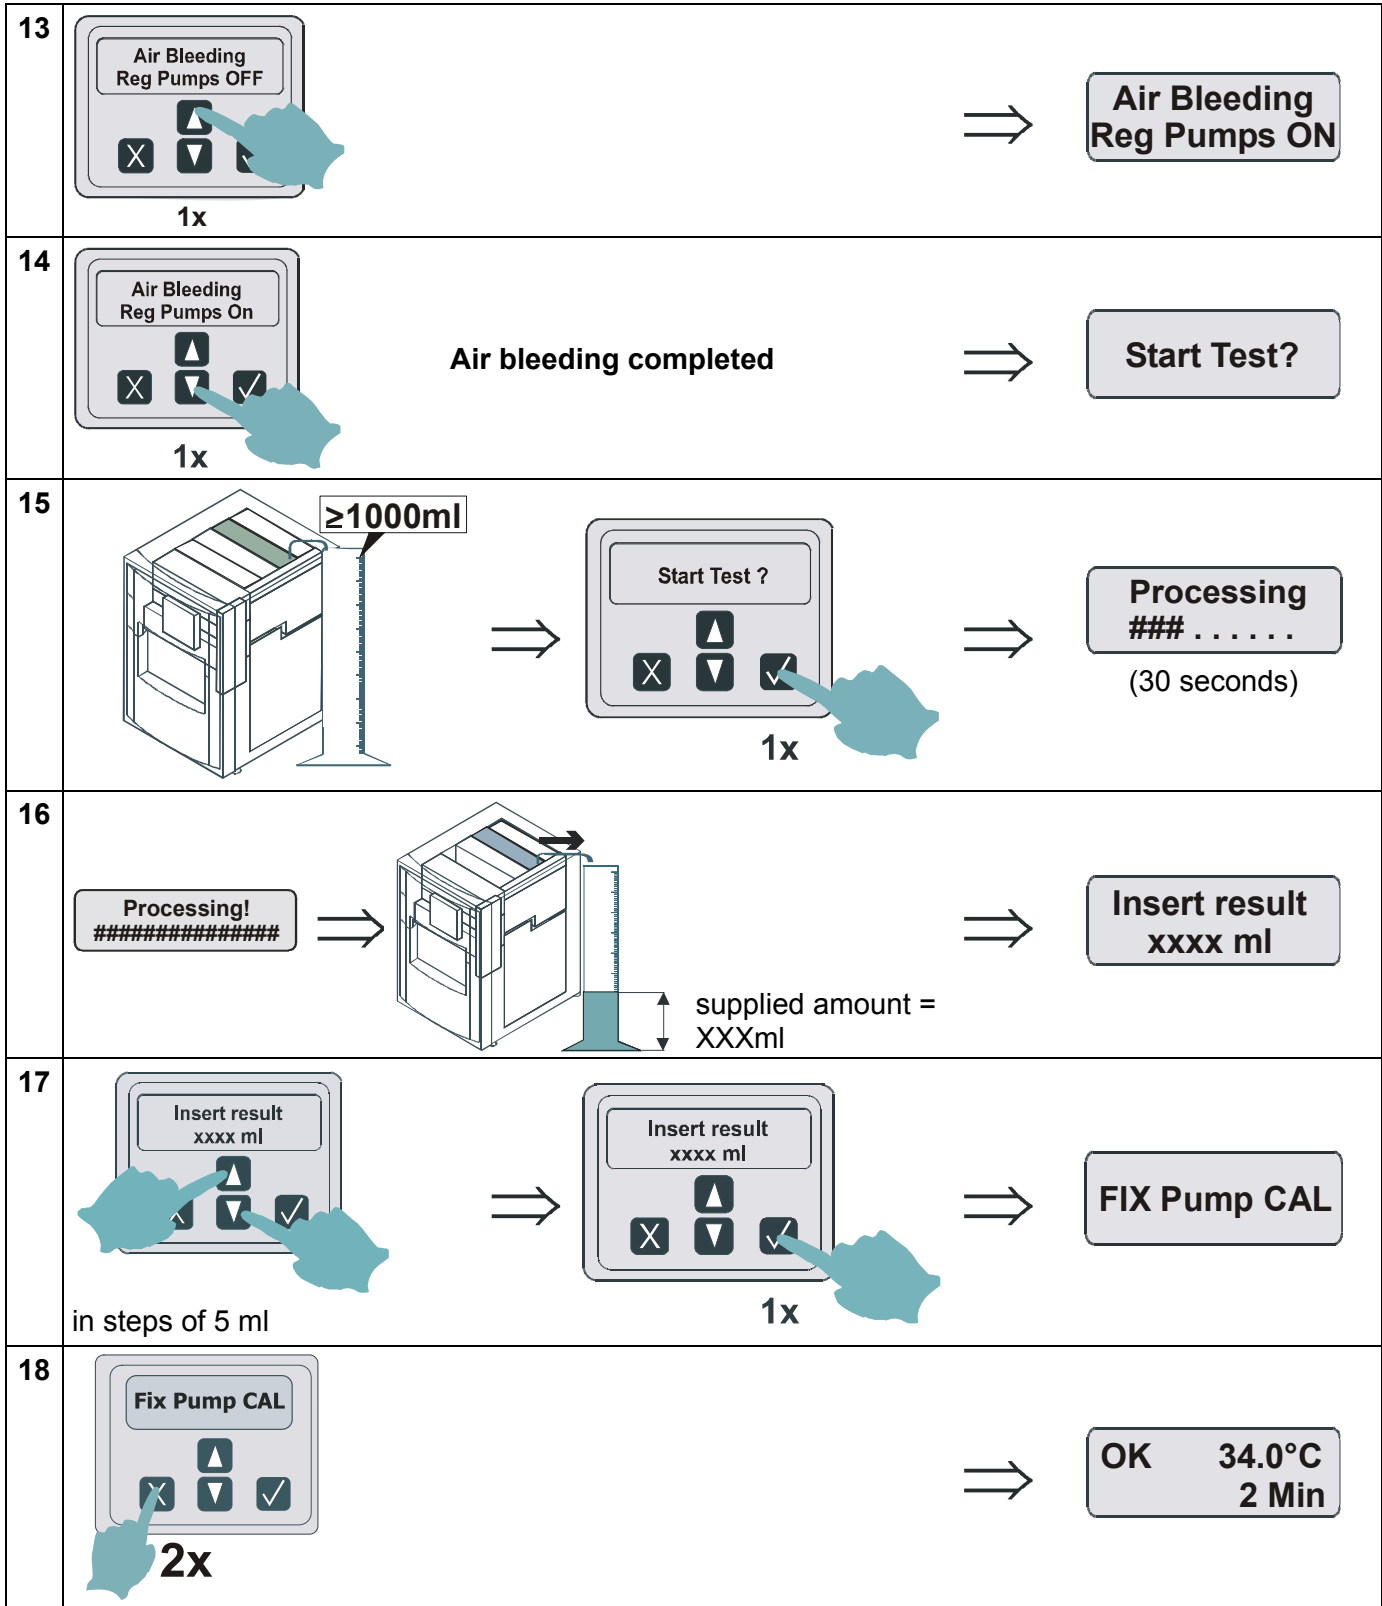 13
Air Bleeding
Reg Pumps OFF
X
1x
Air Bleeding
Reg Pumps ON
14
Air Bleeding
Reg Pumps On
X
1x
Air bleeding completed
Start Test?
15
≥1000ml
Start Test ?
X
1x
Processing
### . . . . . .
(30 seconds)
16
Processing!
###############
supplied amount =
XXXml
Insert result
xxxx ml
17
Insert result
xxxx ml
X
in steps of 5 ml
Insert result
xxxx ml
X
1x
FIX Pump CAL
18
Fix Pump CAL
X
2x
OK 34.0°C
2 Min